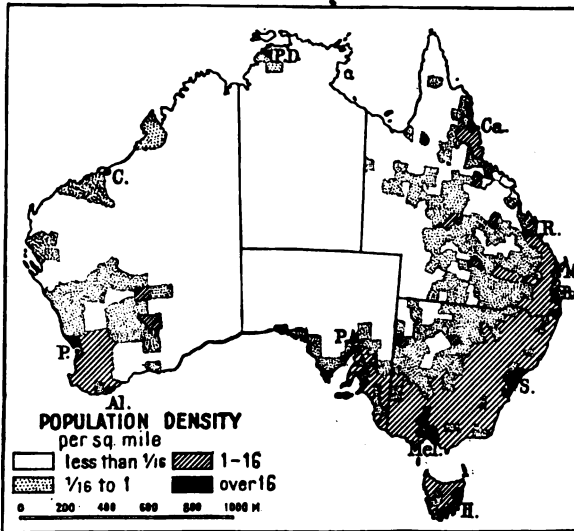 P.D.
Ca.
C.
R.
M
P.
P.
S.
Al.
Mel.
H.
POPULATION DENSITY
per sq. mile
less than 1/16
1-16
1/16 to 1
over 16
0 200 400 600 800 1000 M.